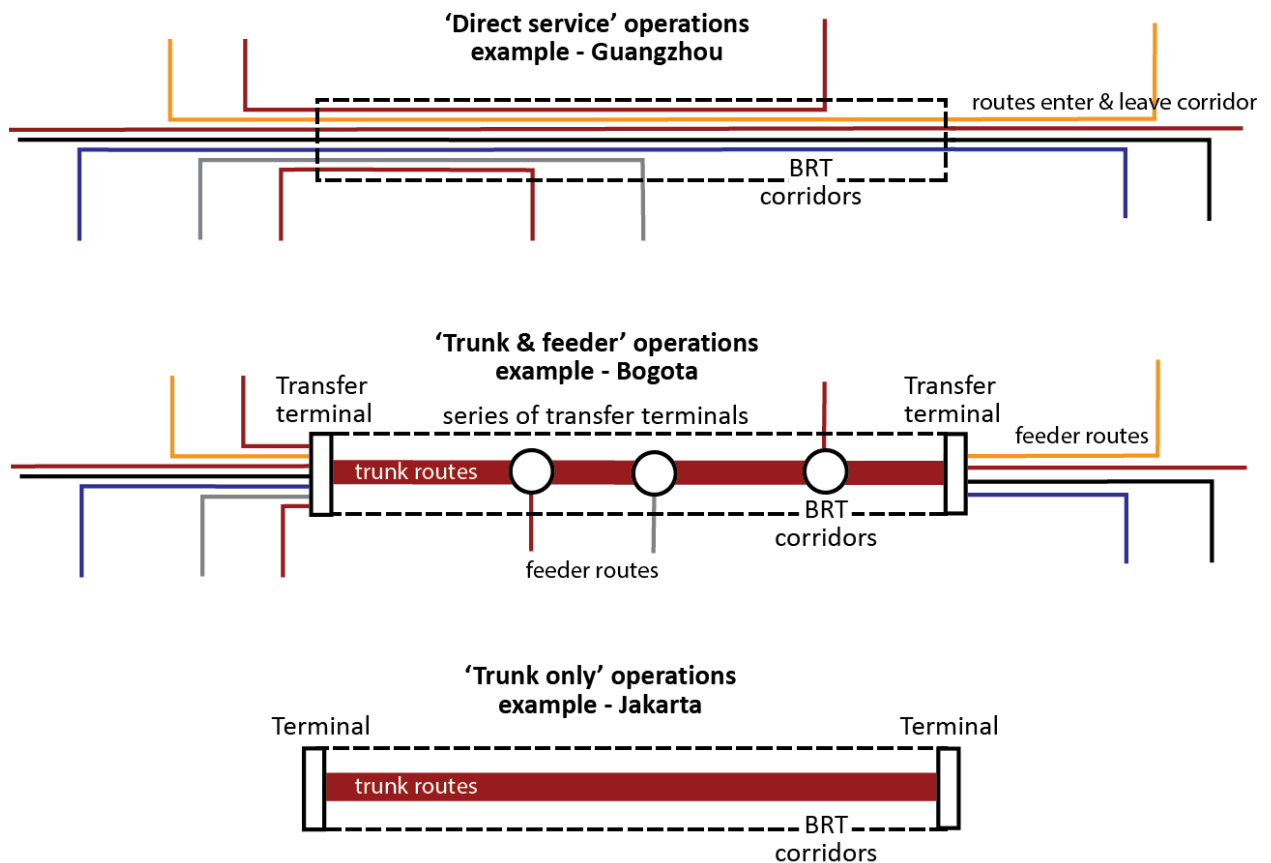 ‘Direct service’ operations
example - Guangzhou
routes enter & leave corridor
BRT
corridors
‘Trunk & feeder’ operations
example - Bogota
Transfer
terminal
series of transfer terminals
Transfer
terminal
feeder routes
trunk routes
BRT
corridors
feeder routes
‘Trunk only’ operations
example - Jakarta
Terminal
Terminal
trunk routes
BRT
corridors